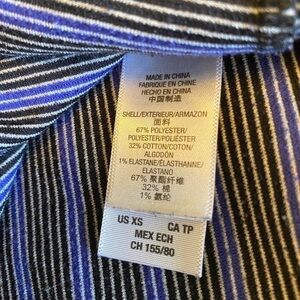 MADE IN CHINA
FABRIQUÉ EN CHINE
HECHO EN CHINA
中国制造
SHELL/EXTERIEUR/ARMAZON
面料
67% POLYESTER/
POLYESTER/POLIÉSTER
32% COTTON/COTON/
ALGODÓN
1% ELASTANE/ÉLASTHANNE/
ELASTANO
67% 聚酯纤维
32% 棉
1% 氨纶
US XS CA TP
MEX ECH
CH 155/80